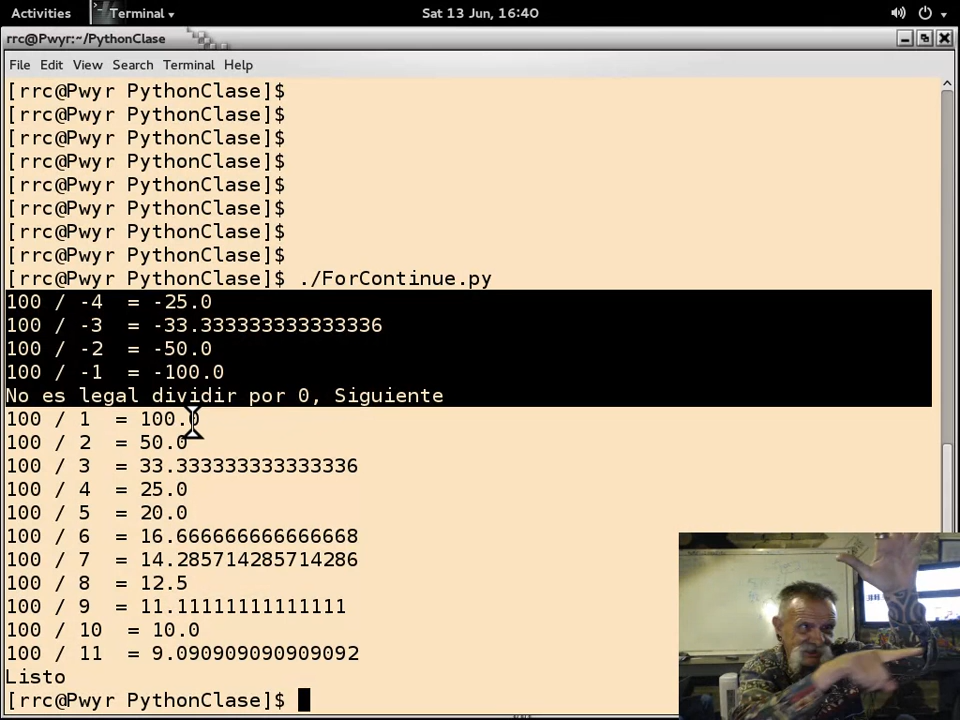 Activities Terminal Sat 13 Jun, 16:40
rrc@Pwyr:~/PythonClase
File Edit View Search Terminal Help
[rrc@Pwyr PythonClase]$
[rrc@Pwyr PythonClase]$
[rrc@Pwyr PythonClase]$
[rrc@Pwyr PythonClase]$
[rrc@Pwyr PythonClase]$
[rrc@Pwyr PythonClase]$
[rrc@Pwyr PythonClase]$
[rrc@Pwyr PythonClase]$
[rrc@Pwyr PythonClase]$ ./ForContinue.py
100 / -4  = -25.0
100 / -3  = -33.333333333333336
100 / -2  = -50.0
100 / -1  = -100.0
No es legal dividir por 0, Siguiente
100 / 1  = 100.0
100 / 2  = 50.0
100 / 3  = 33.333333333333336
100 / 4  = 25.0
100 / 5  = 20.0
100 / 6  = 16.666666666666668
100 / 7  = 14.285714285714286
100 / 8  = 12.5
100 / 9  = 11.11111111111111
100 / 10  = 10.0
100 / 11  = 9.090909090909092
Listo
[rrc@Pwyr PythonClase]$